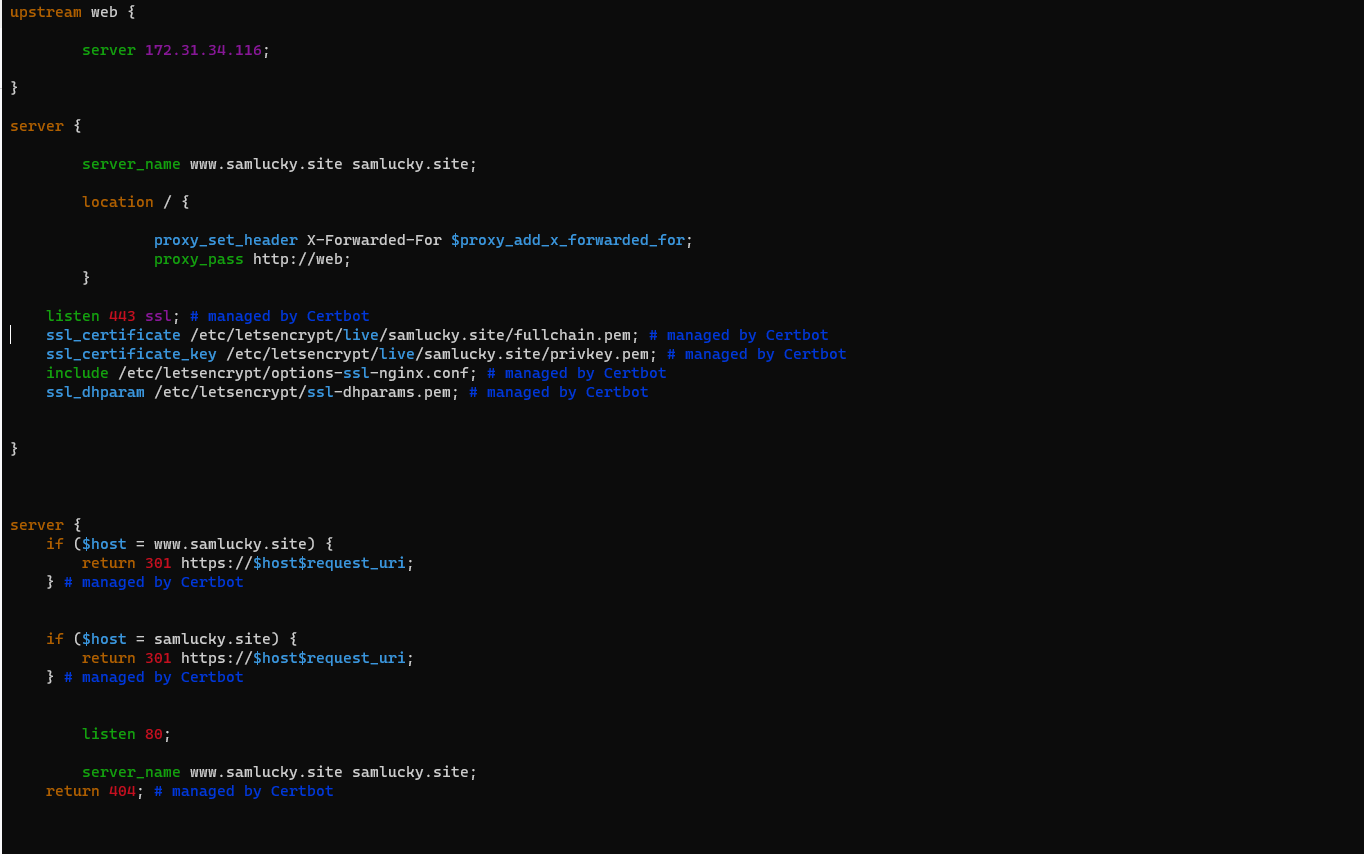 upstream web {
server 172.31.34.116;
}
server {
server_name www.samlucky.site samlucky.site;
location / {
proxy_set_header X-Forwarded-For $proxy_add_x_forwarded_for;
proxy_pass http://web;
}
listen 443 ssl; # managed by Certbot
ssl_certificate /etc/letsencrypt/live/samlucky.site/fullchain.pem; # managed by Certbot
ssl_certificate_key /etc/letsencrypt/live/samlucky.site/privkey.pem; # managed by Certbot
include /etc/letsencrypt/options-ssl-nginx.conf; # managed by Certbot
ssl_dhparam /etc/letsencrypt/ssl-dhparams.pem; # managed by Certbot
}
server {
if ($host = www.samlucky.site) {
return 301 https://$host$request_uri;
} # managed by Certbot
if ($host = samlucky.site) {
return 301 https://$host$request_uri;
} # managed by Certbot
listen 80;
server_name www.samlucky.site samlucky.site;
return 404; # managed by Certbot